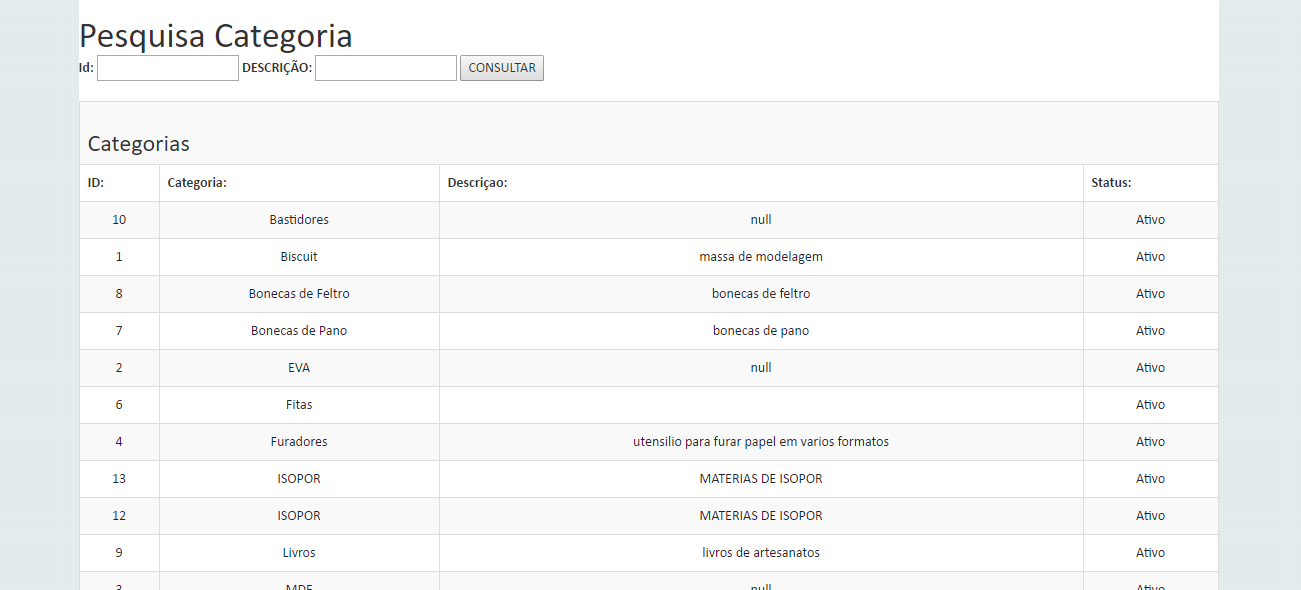 Pesquisa Categoria
Id: DESCRIÇÃO: CONSULTAR
Categorias
ID: Categoria: Descriçao: Status:
10 Bastidores null Ativo
1 Biscuit massa de modelagem Ativo
8 Bonecas de Feltro bonecas de feltro Ativo
7 Bonecas de Pano bonecas de pano Ativo
2 EVA null Ativo
6 Fitas Ativo
4 Furadores utensilio para furar papel em varios formatos Ativo
13 ISOPOR MATERIAS DE ISOPOR Ativo
12 ISOPOR MATERIAS DE ISOPOR Ativo
9 Livros livros de artesanatos Ativo
3 MDF null Ativo